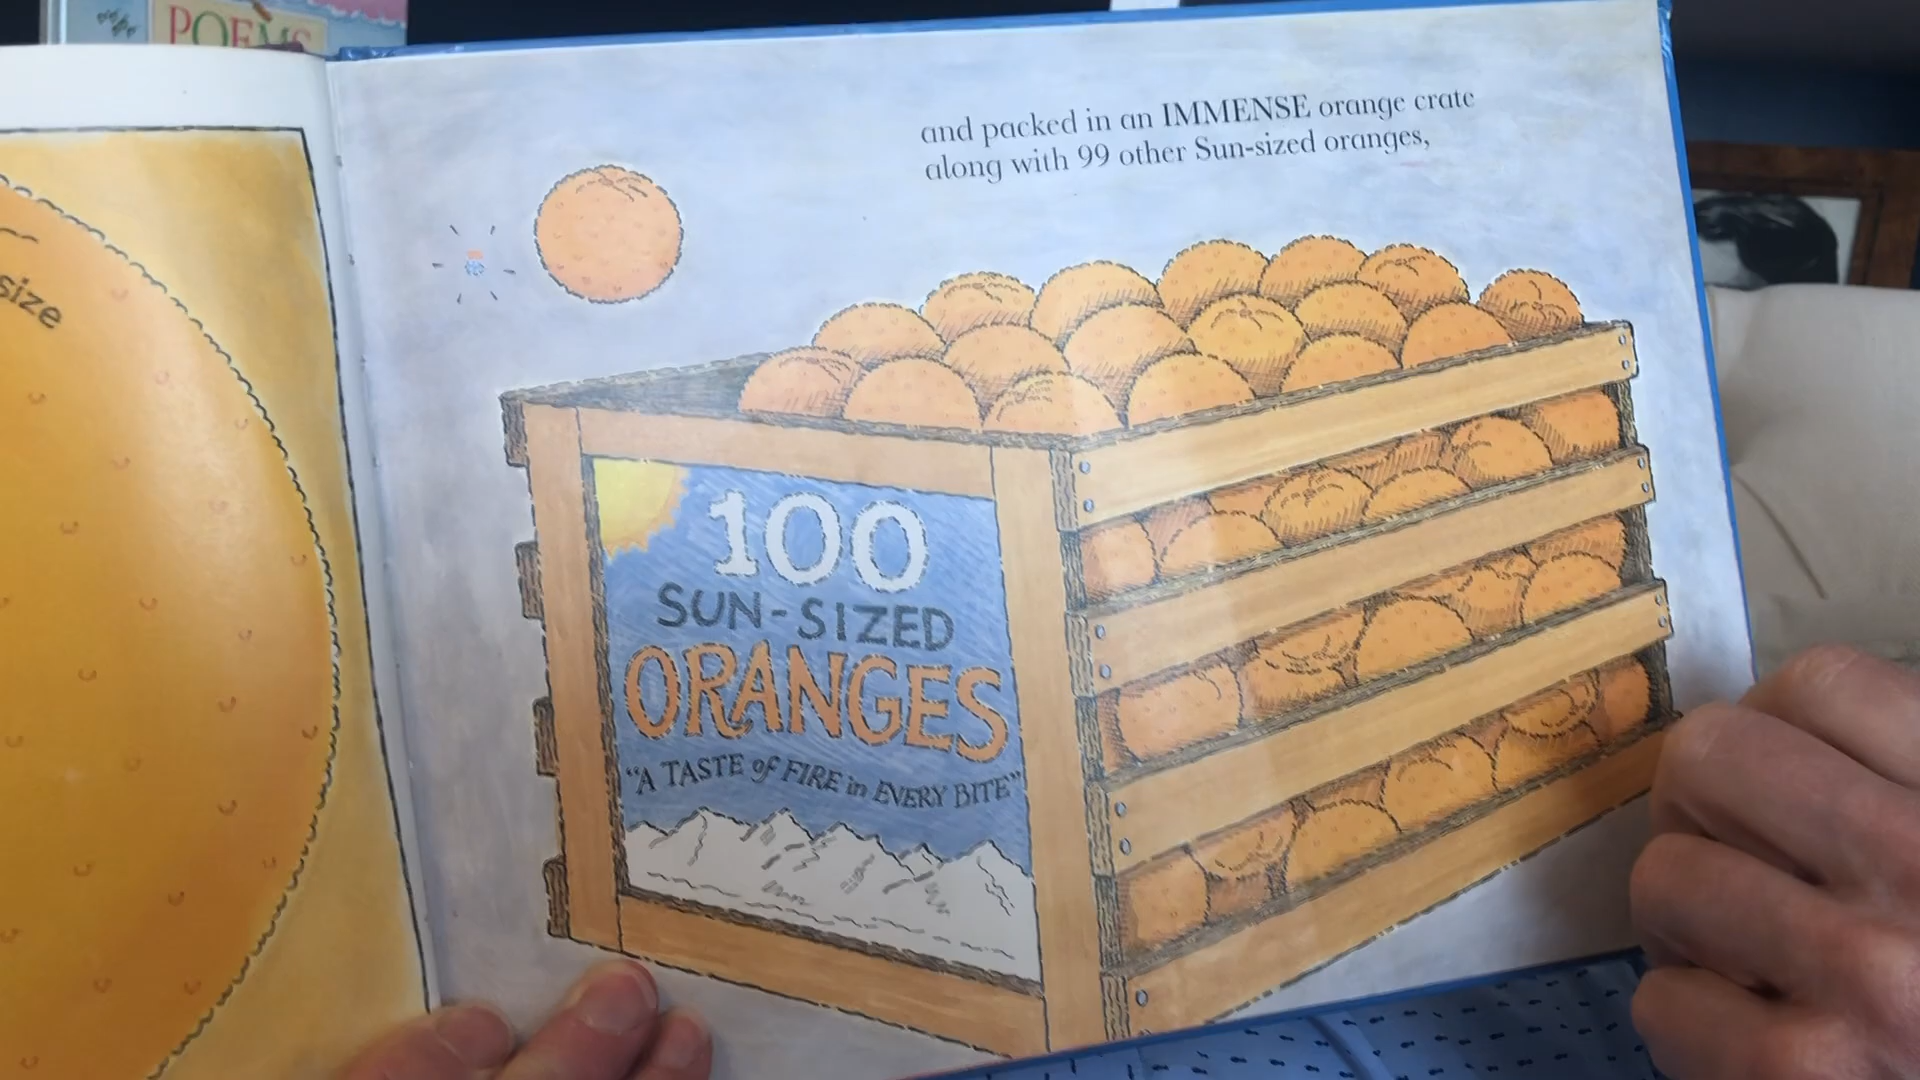 POEMS
size
and packed in an IMMENSE orange crate
along with 99 other Sun-sized oranges,
100
SUN-SIZED
ORANGES
"A TASTE of FIRE in EVERY BITE"